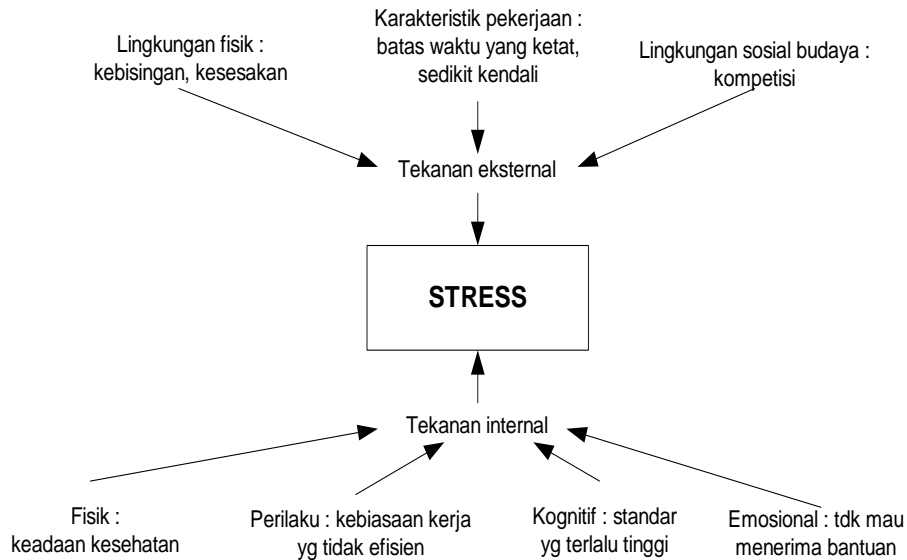 Lingkungan fisik :
kebisingan, kesesakan
Karakteristik pekerjaan :
batas waktu yang ketat,
sedikit kendali
Lingkungan sosial budaya :
kompetisi
Tekanan eksternal
STRESS
Tekanan internal
Fisik :
keadaan kesehatan
Perilaku : kebiasaan kerja
yg tidak efisien
Kognitif : standar
yg terlalu tinggi
Emosional : tdk mau
menerima bantuan